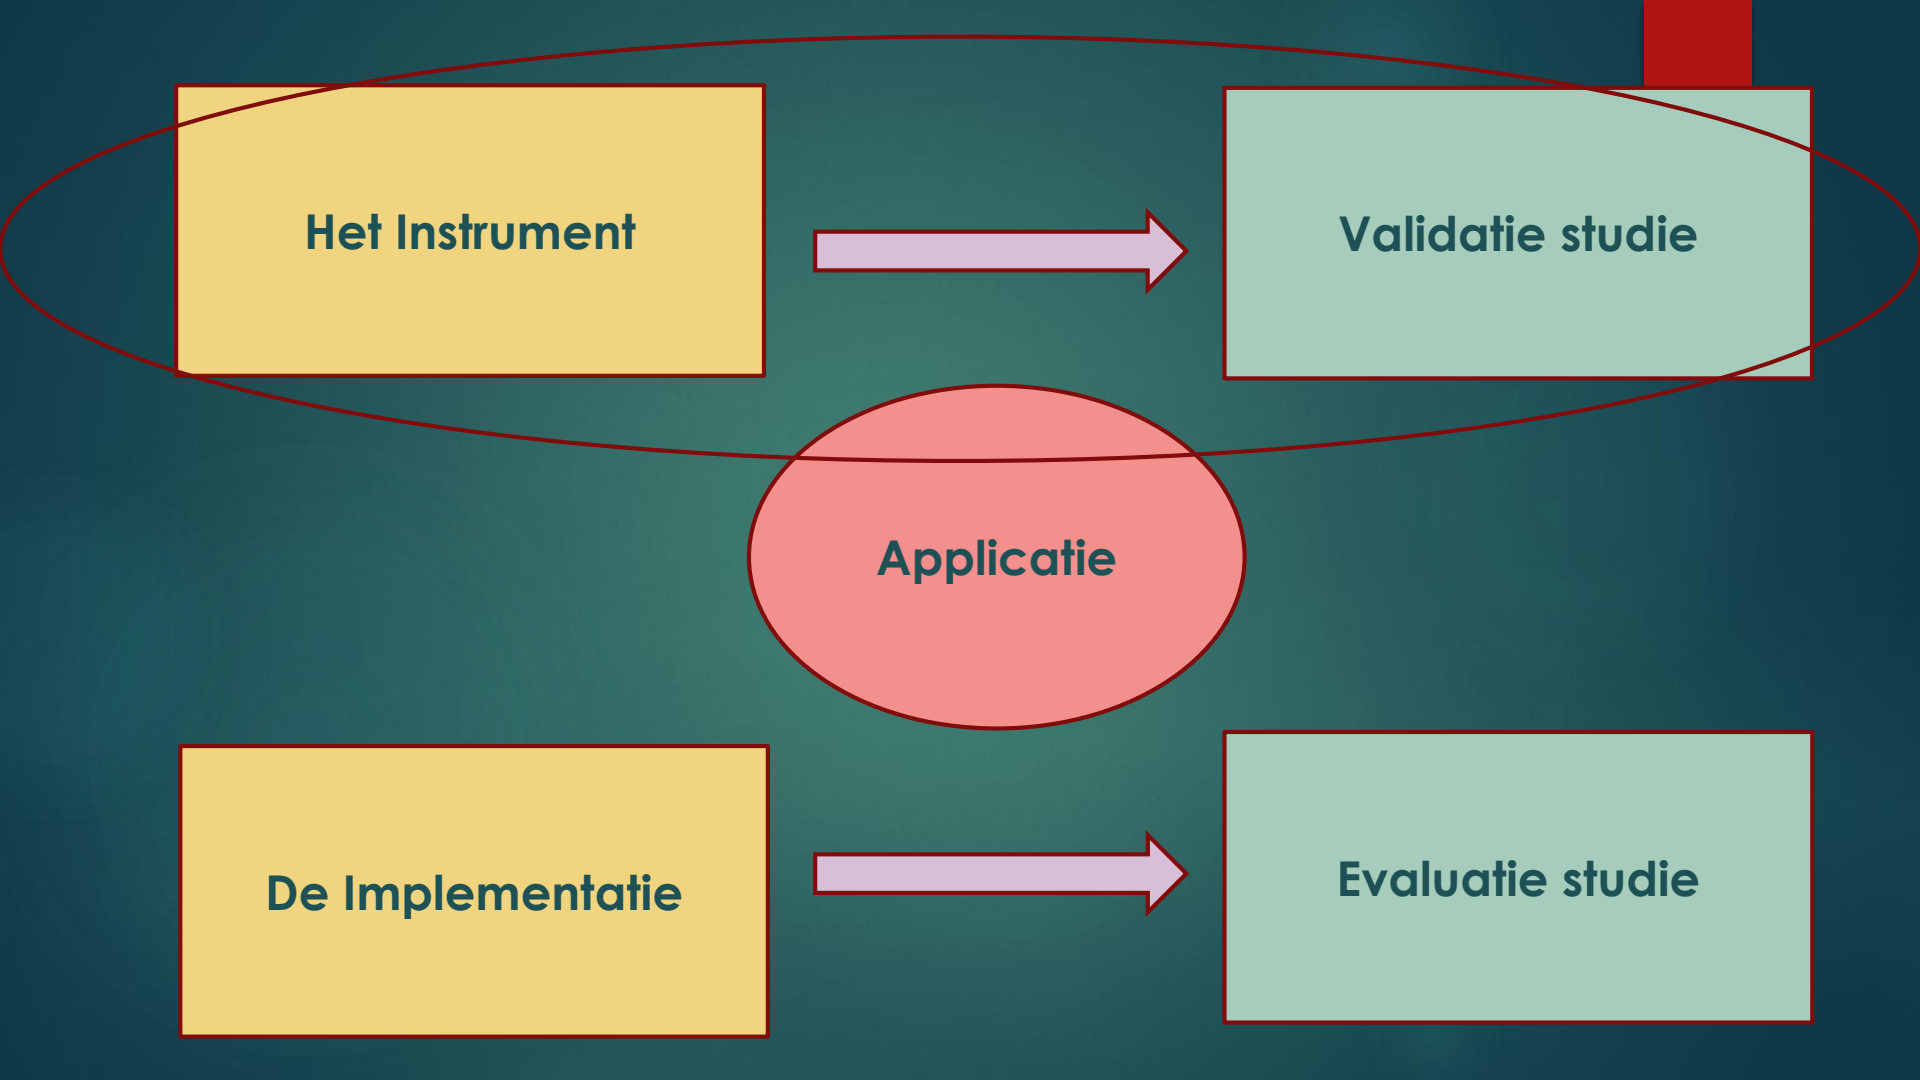 Het Instrument
Validatie studie
Applicatie
De Implementatie
Evaluatie studie